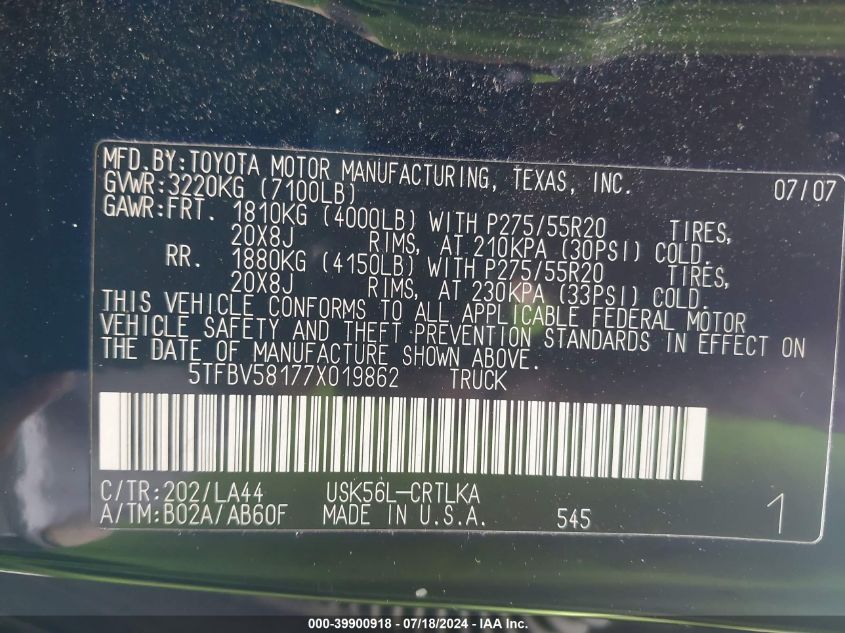 MFD.BY:TOYOTA MOTOR MANUFACTURING, TEXAS, INC. 07/07
GVWR:3220KG (7100LB)
GAWR:FRT. 1810KG (4000LB) WITH P275/55R20 TIRES,
20X8J RIMS, AT 210KPA (30PSI) COLD.
RR. 1880KG (4150LB) WITH P275/55R20 TIRES,
20X8J RIMS, AT 230KPA (33PSI) COLD.
THIS VEHICLE CONFORMS TO ALL APPLICABLE FEDERAL MOTOR
VEHICLE SAFETY AND THEFT PREVENTION STANDARDS IN EFFECT ON
THE DATE OF MANUFACTURE SHOWN ABOVE.
5TFBV58177X019862 TRUCK
C/TR:202/LA44 USK56L-CRTLKA
A/TM:B02A/AB60F MADE IN U.S.A. 545 1
000-39900918 - 07/18/2024 - IAA Inc.